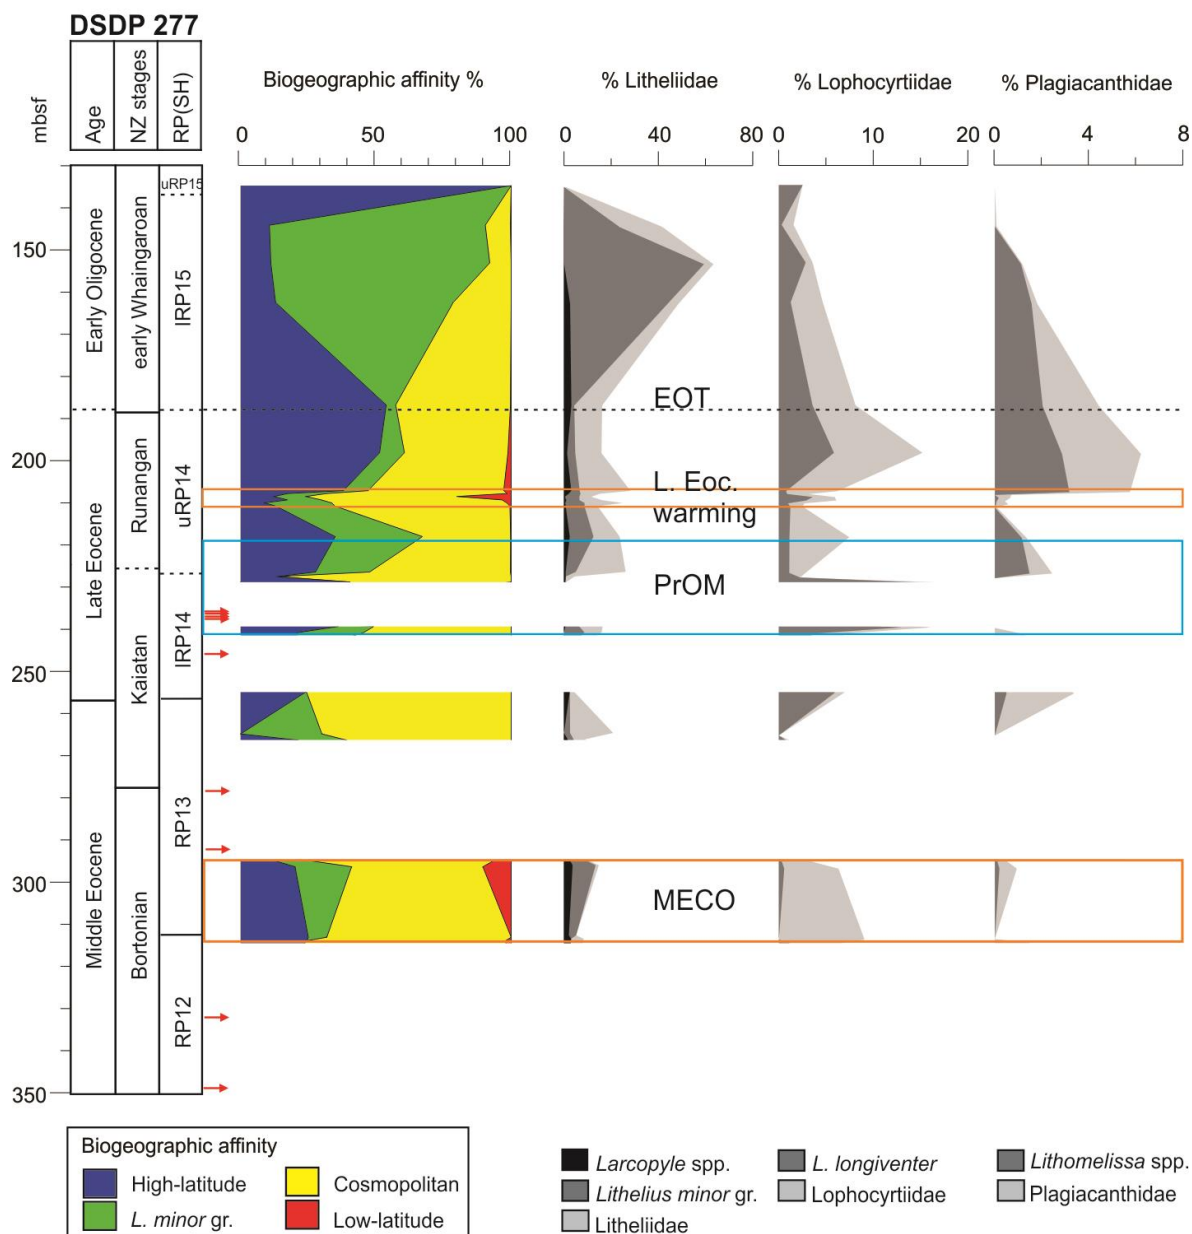 DSDP 277
mbsf
Age
NZ stages
RP(SH)
Biogeographic affinity %
% Litheliidae
% Lophocyrtiidae
% Plagiacanthidae
0 50 100
0 40 80
0 10 20
0 4 8
150
200
250
300
350
Early Oligocene
Late Eocene
Middle Eocene
early Whaingaroan
Runangan
Kaiatan
Bortonian
uRP15
lRP15
uRP14
lRP14
RP13
RP12
EOT
L. Eoc.
warming
PrOM
MECO
Biogeographic affinity
High-latitude
Cosmopolitan
L. minor gr.
Low-latitude
Larcopyle spp.
Lithelius minor gr.
Litheliidae
L. longiventer
Lophocyrtiidae
Lithomelissa spp.
Plagiacanthidae